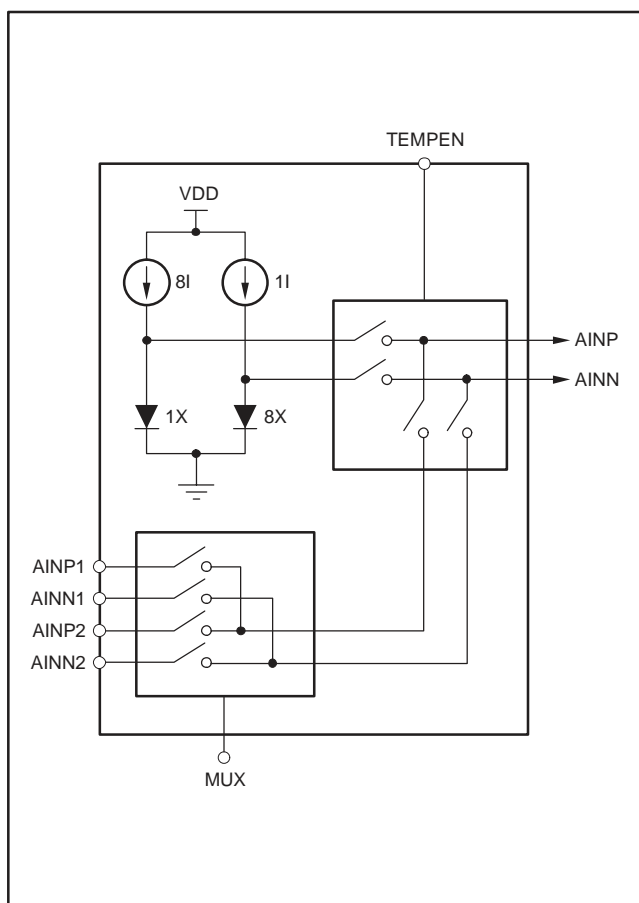 TEMPEN
VDD
8I
1I
AINP
AINN
1X
8X
AINP1
AINN1
AINP2
AINN2
MUX